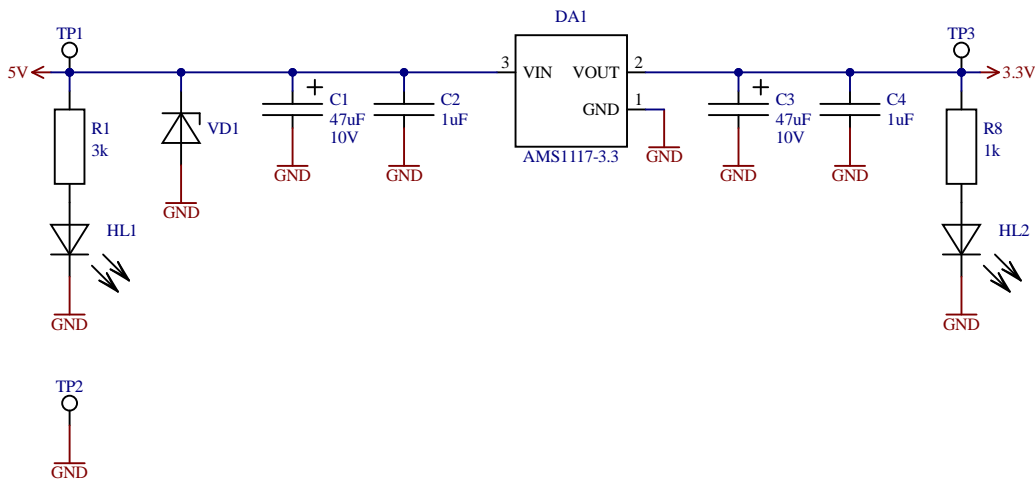 DA1
TP1
TP3
5V
3
VIN
VOUT
2
3.3V
R1
3k
VD1
C1
47uF
10V
C2
1uF
GND
1
C3
47uF
10V
C4
1uF
R8
1k
AMS1117-3.3
GND
GND
GND
GND
GND
GND
HL1
HL2
GND
GND
TP2
GND